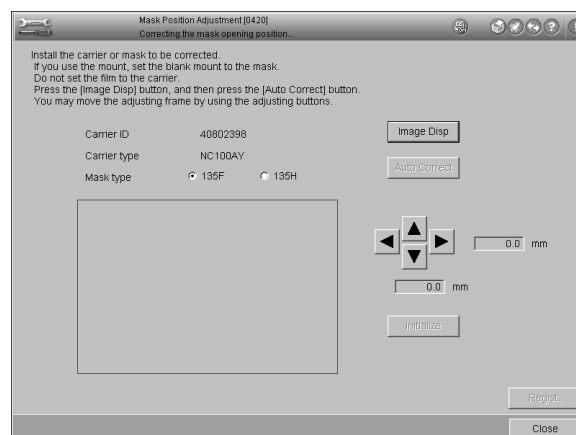 Mask Position Adjustment [0420]
Correcting the mask opening position...
Install the carrier or mask to be corrected.
If you use the mount, set the blank mount to the mask.
Do not set the film to the carrier.
Press the [Image Disp] button, and then press the [Auto Correct] button.
You may move the adjusting frame by using the adjusting buttons.
Carrier ID 40802398 Image Disp
Carrier type NC100AY Auto Correct
Mask type 135F 135H
0.0 mm
0.0 mm
Initialize
Regist.
Close